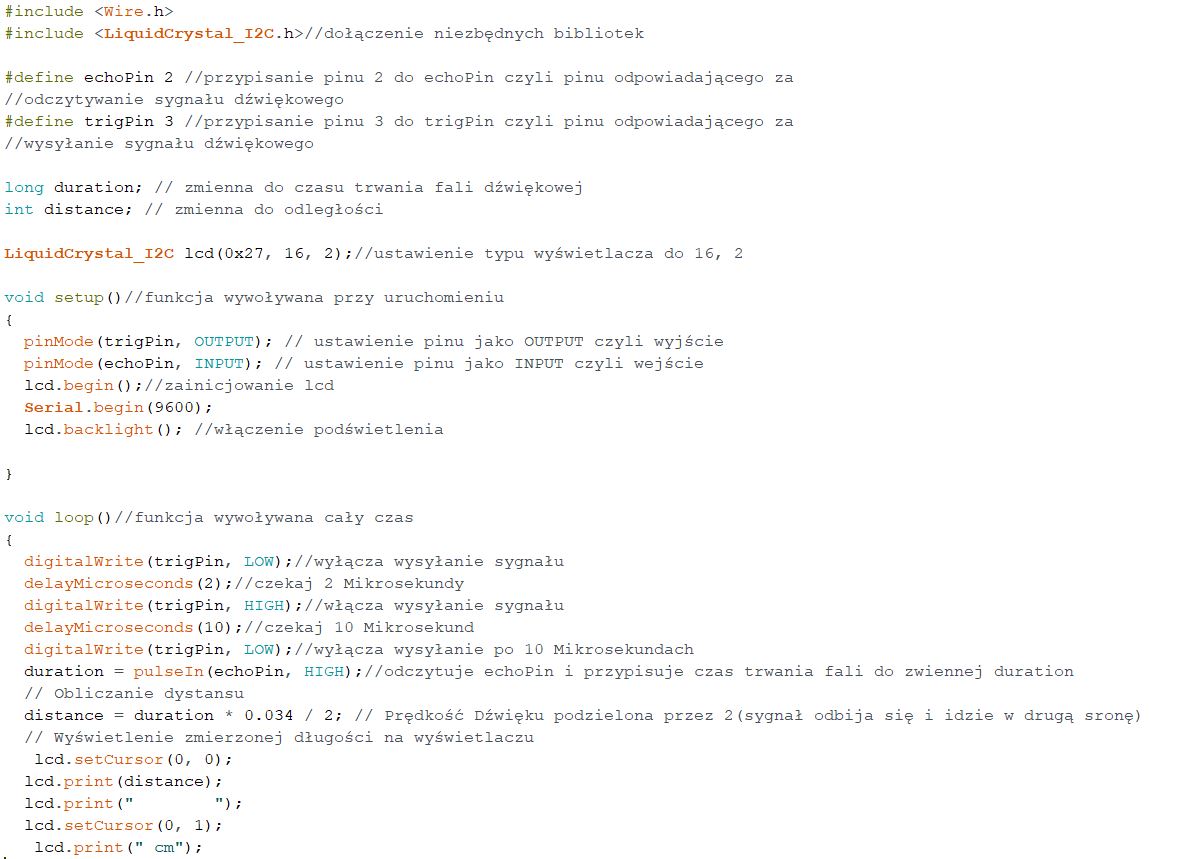 #include <Wire.h>
#include <LiquidCrystal_I2C.h>//dołączenie niezbędnych bibliotek
#define echoPin 2 //przypisanie pinu 2 do echoPin czyli pinu odpowiadającego za
//odczytywanie sygnału dźwiękowego
#define trigPin 3 //przypisanie pinu 3 do trigPin czyli pinu odpowiadającego za
//wysyłanie sygnału dźwiękowego
long duration; // zmienna do czasu trwania fali dźwiękowej
int distance; // zmienna do odległości
LiquidCrystal_I2C lcd(0x27, 16, 2);//ustawienie typu wyświetlacza do 16, 2
void setup()//funkcja wywoływana przy uruchomieniu
{
  pinMode(trigPin, OUTPUT); // ustawienie pinu jako OUTPUT czyli wyjście
  pinMode(echoPin, INPUT); // ustawienie pinu jako INPUT czyli wejście
  lcd.begin();//zainicjowanie lcd
  Serial.begin(9600);
  lcd.backlight(); //włączenie podświetlenia
}
void loop()//funkcja wywoływana cały czas
{
  digitalWrite(trigPin, LOW);//wyłącza wysyłanie sygnału
  delayMicroseconds(2);//czekaj 2 Mikrosekundy
  digitalWrite(trigPin, HIGH);//włącza wysyłanie sygnału
  delayMicroseconds(10);//czekaj 10 Mikrosekund
  digitalWrite(trigPin, LOW);//wyłącza wysyłanie po 10 Mikrosekundach
  duration = pulseIn(echoPin, HIGH);//odczytuje echoPin i przypisuje czas trwania fali do zwiennej duration
  // Obliczanie dystansu
  distance = duration * 0.034 / 2; // Prędkość Dźwięku podzielona przez 2(sygnał odbija się i idzie w drugą sronę)
  // Wyświetlenie zmierzonej długości na wyświetlaczu
   lcd.setCursor(0, 0);
  lcd.print(distance);
  lcd.print("        ");
  lcd.setCursor(0, 1);
   lcd.print(" cm");